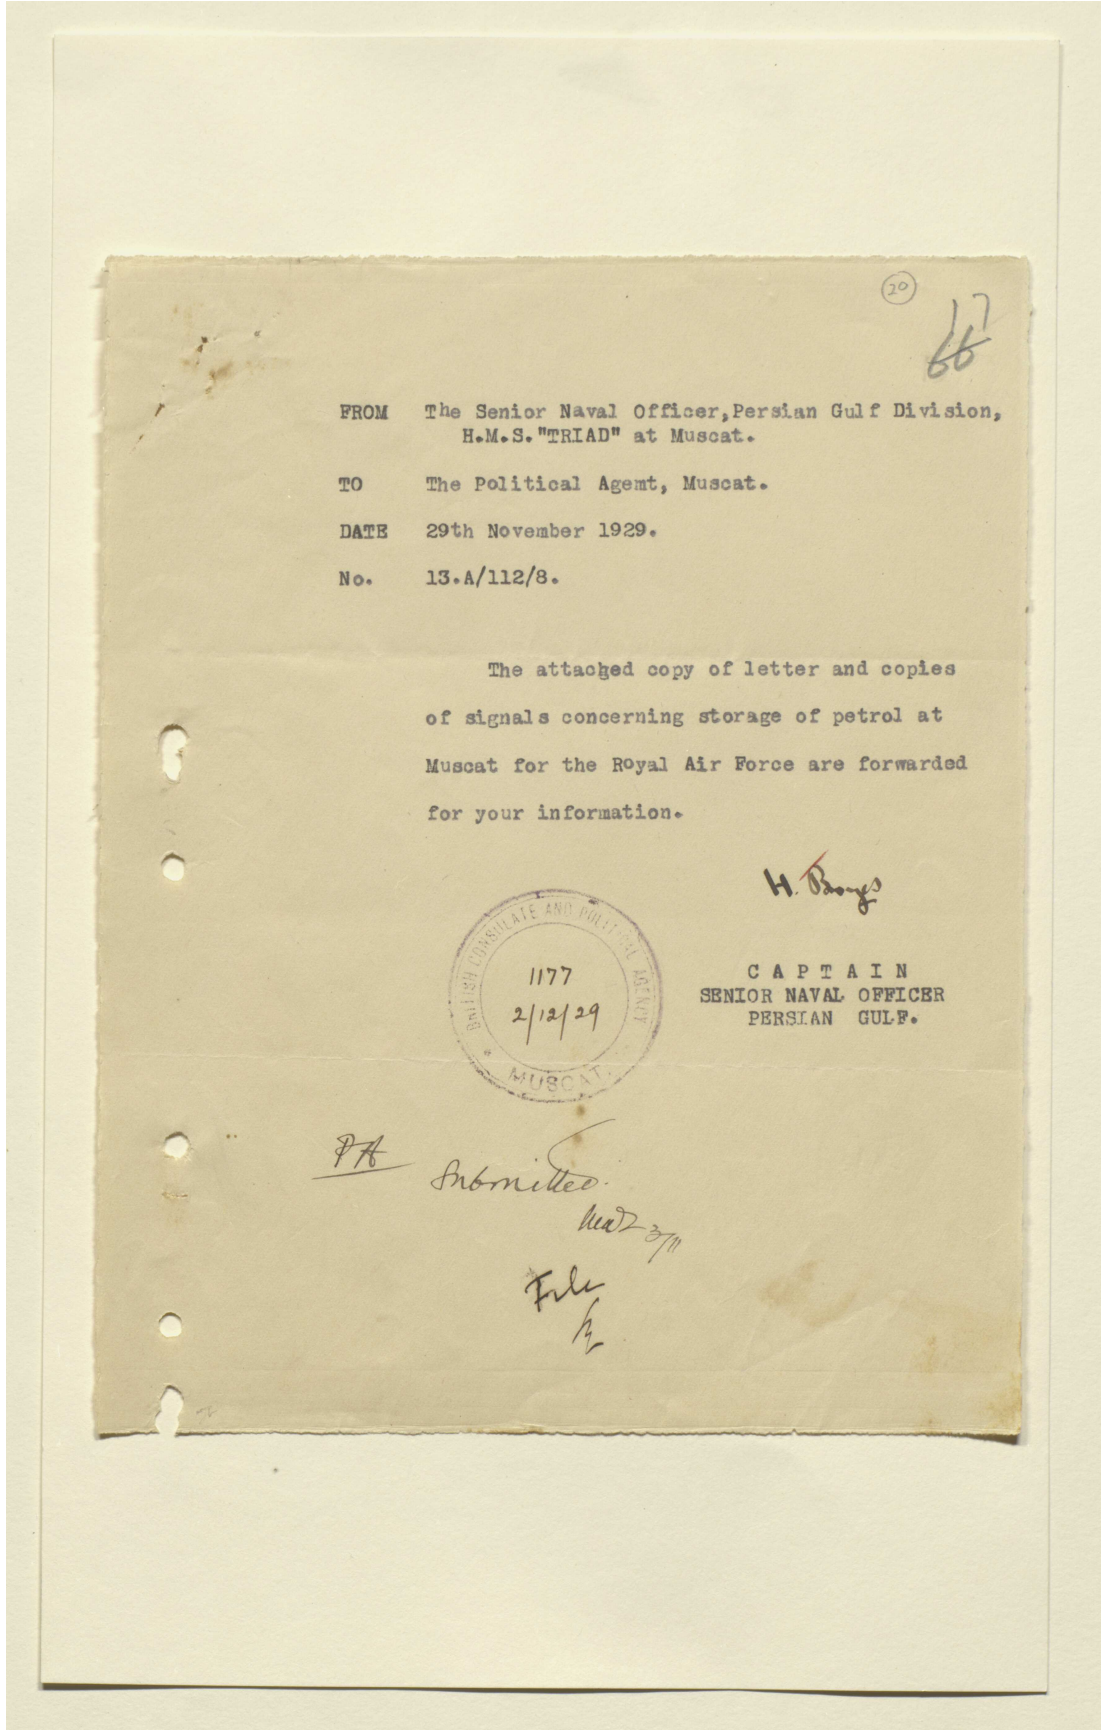 20
17
66
FROM The Senior Naval Officer, Persian Gulf Division,
H.M.S. "TRIAD" at Muscat.
TO The Political Agemt, Muscat.
DATE 29th November 1929.
No. 13.A/112/8.
The attached copy of letter and copies
of signals concerning storage of petrol at
Muscat for the Royal Air Force are forwarded
for your information.
H. Boyes
CAPTAIN
SENIOR NAVAL OFFICER
PERSIAN GULF.
BRITISH CONSULATE AND POLITICAL AGENCY
1177
2/12/29
MUSCAT.
PA
Submitted.
File